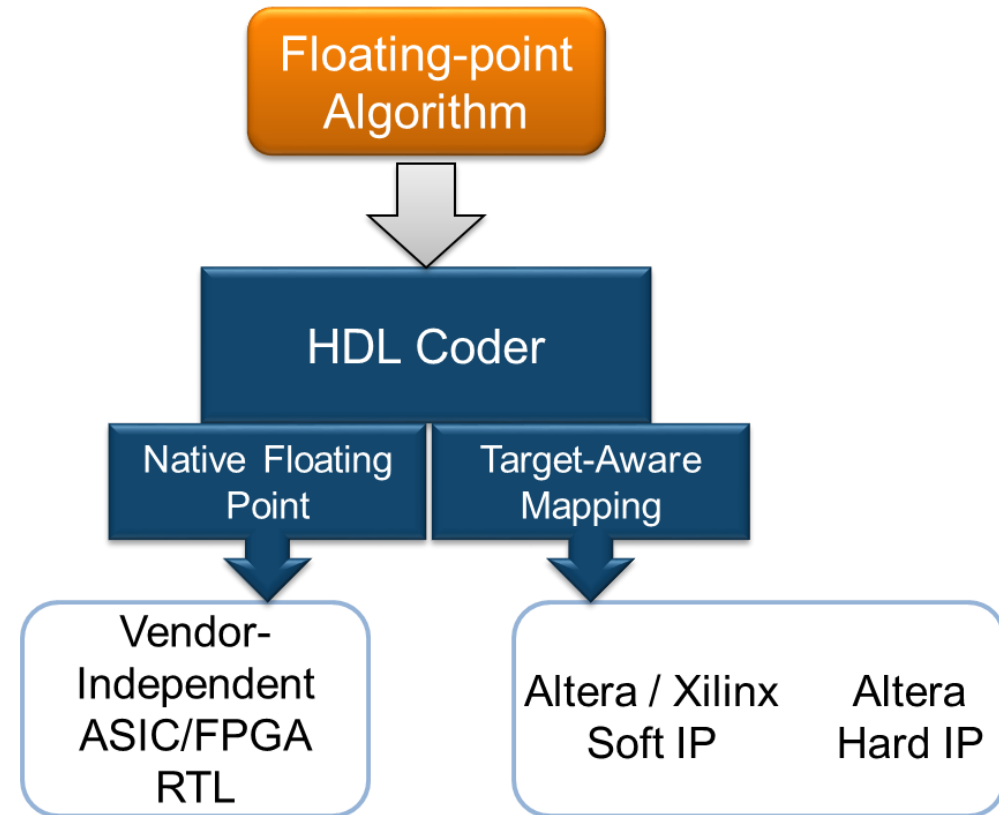 Floating-point
Algorithm
HDL Coder
Native Floating
Point
Target-Aware
Mapping
Vendor-
Independent
ASIC/FPGA
RTL
Altera / Xilinx
Soft IP
Altera
Hard IP